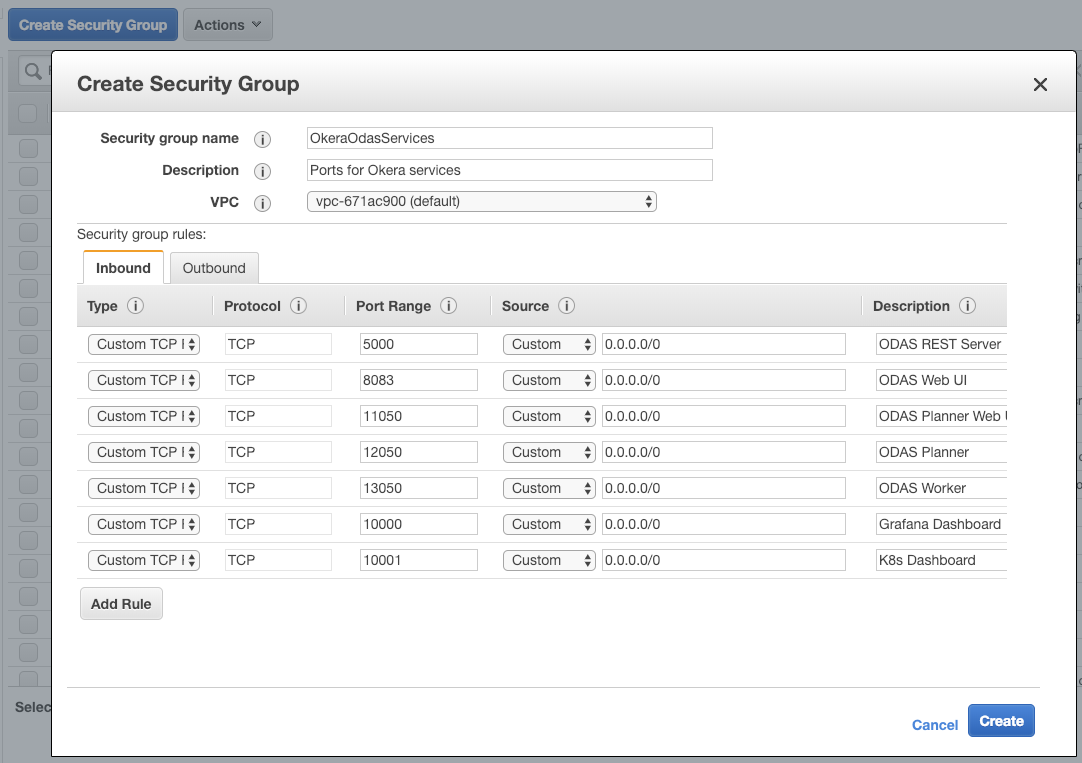 Create Security Group Actions
Create Security Group
Security group name OkeraOdasServices
Description Ports for Okera services
VPC vpc-671ac900 (default)
Security group rules:
Inbound Outbound
Type Protocol Port Range Source Description
Custom TCP TCP 5000 Custom 0.0.0.0/0 ODAS REST Server
Custom TCP TCP 8083 Custom 0.0.0.0/0 ODAS Web UI
Custom TCP TCP 11050 Custom 0.0.0.0/0 ODAS Planner Web
Custom TCP TCP 12050 Custom 0.0.0.0/0 ODAS Planner
Custom TCP TCP 13050 Custom 0.0.0.0/0 ODAS Worker
Custom TCP TCP 10000 Custom 0.0.0.0/0 Grafana Dashboard
Custom TCP TCP 10001 Custom 0.0.0.0/0 K8s Dashboard
Add Rule
Selec
Cancel Create